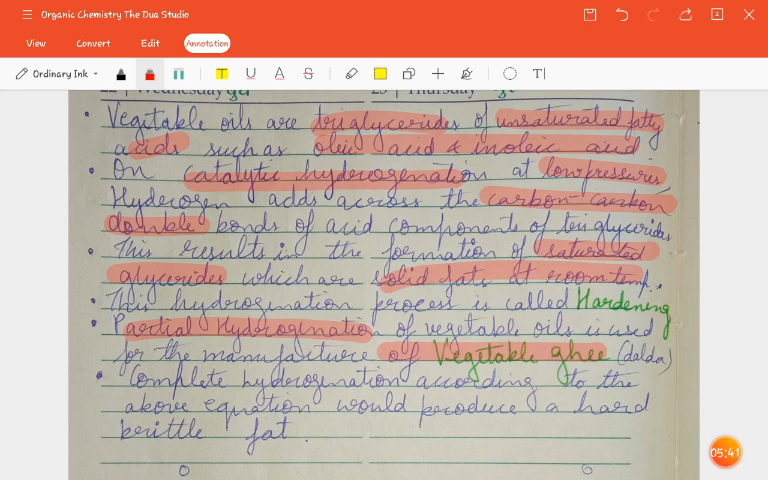 Organic Chemistry The Dua Studio
View Convert Edit Annotation
Ordinary Ink
Wednesday Thursday
• Vegetable oils are triglycerides of unsaturated fatty
acids such as oleic acid & inoleic acid
• On catalytic hydrogenation at low pressures,
Hydrogen adds across the carbon-carbon
double bonds of acid components of triglycerides
• This results in the formation of saturated
glycerides which are solid fats at room temp.
• This hydrogination process is called Hardening
• Partial Hydrogination of vegetable oils is used
for the manufacture of Vegetable ghee (dalda)
• Complete hydrogination according to the
above equation would produce a hard
brittle fat.
05:41